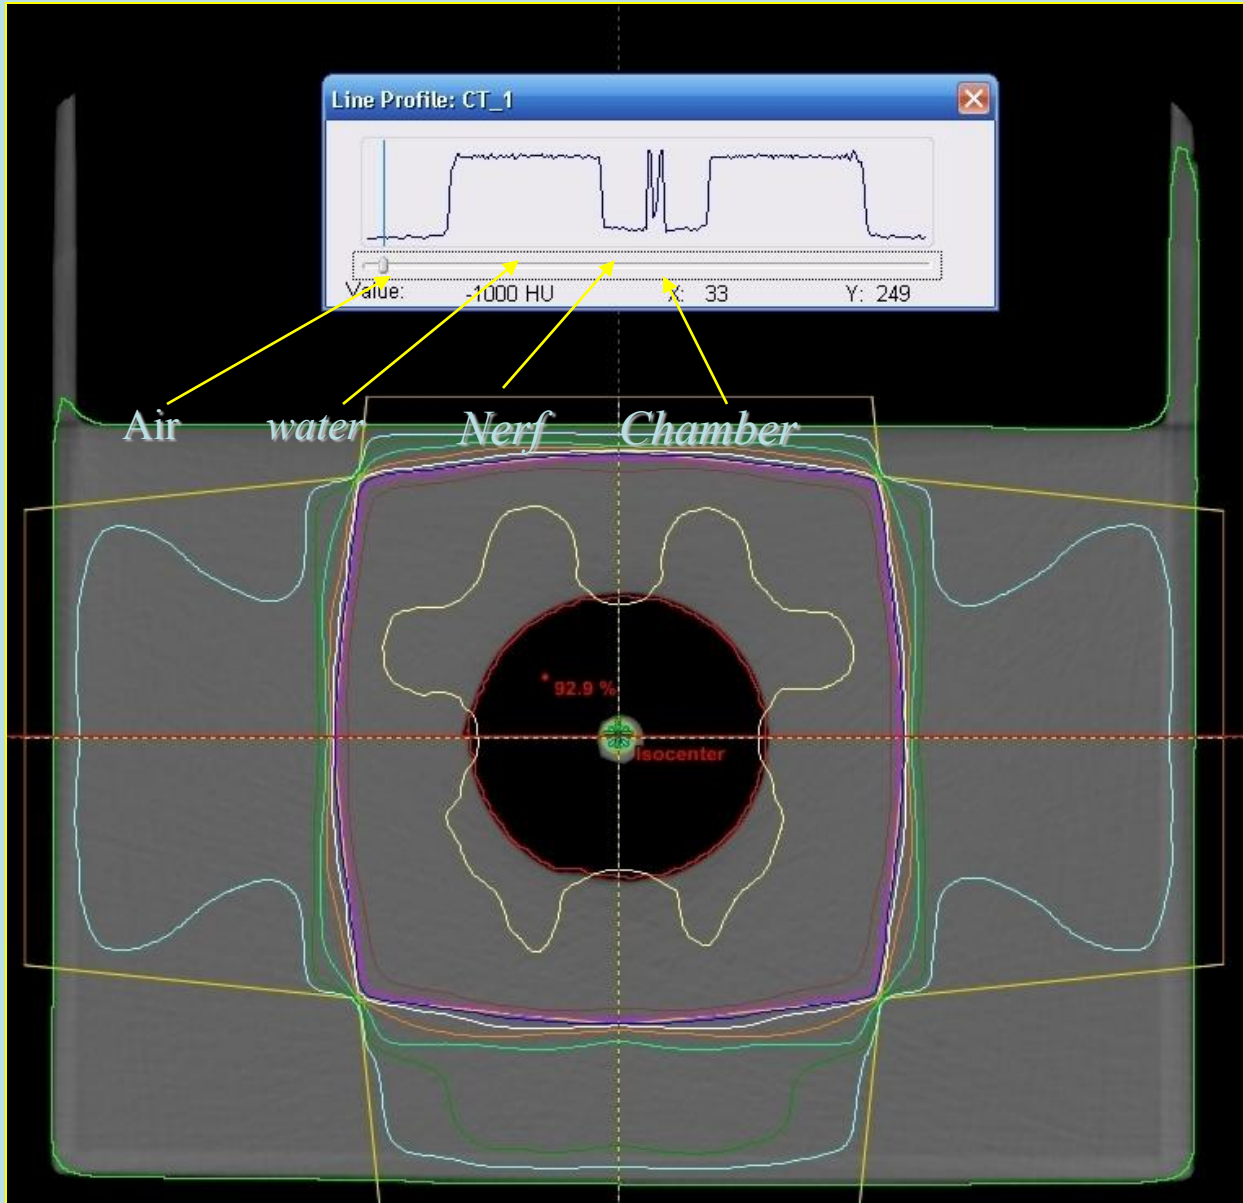 Line Profile: CT_1
Value: -1000 HU X: 33 Y: 249
Air water Nerf Chamber
92.9 %
Isocenter